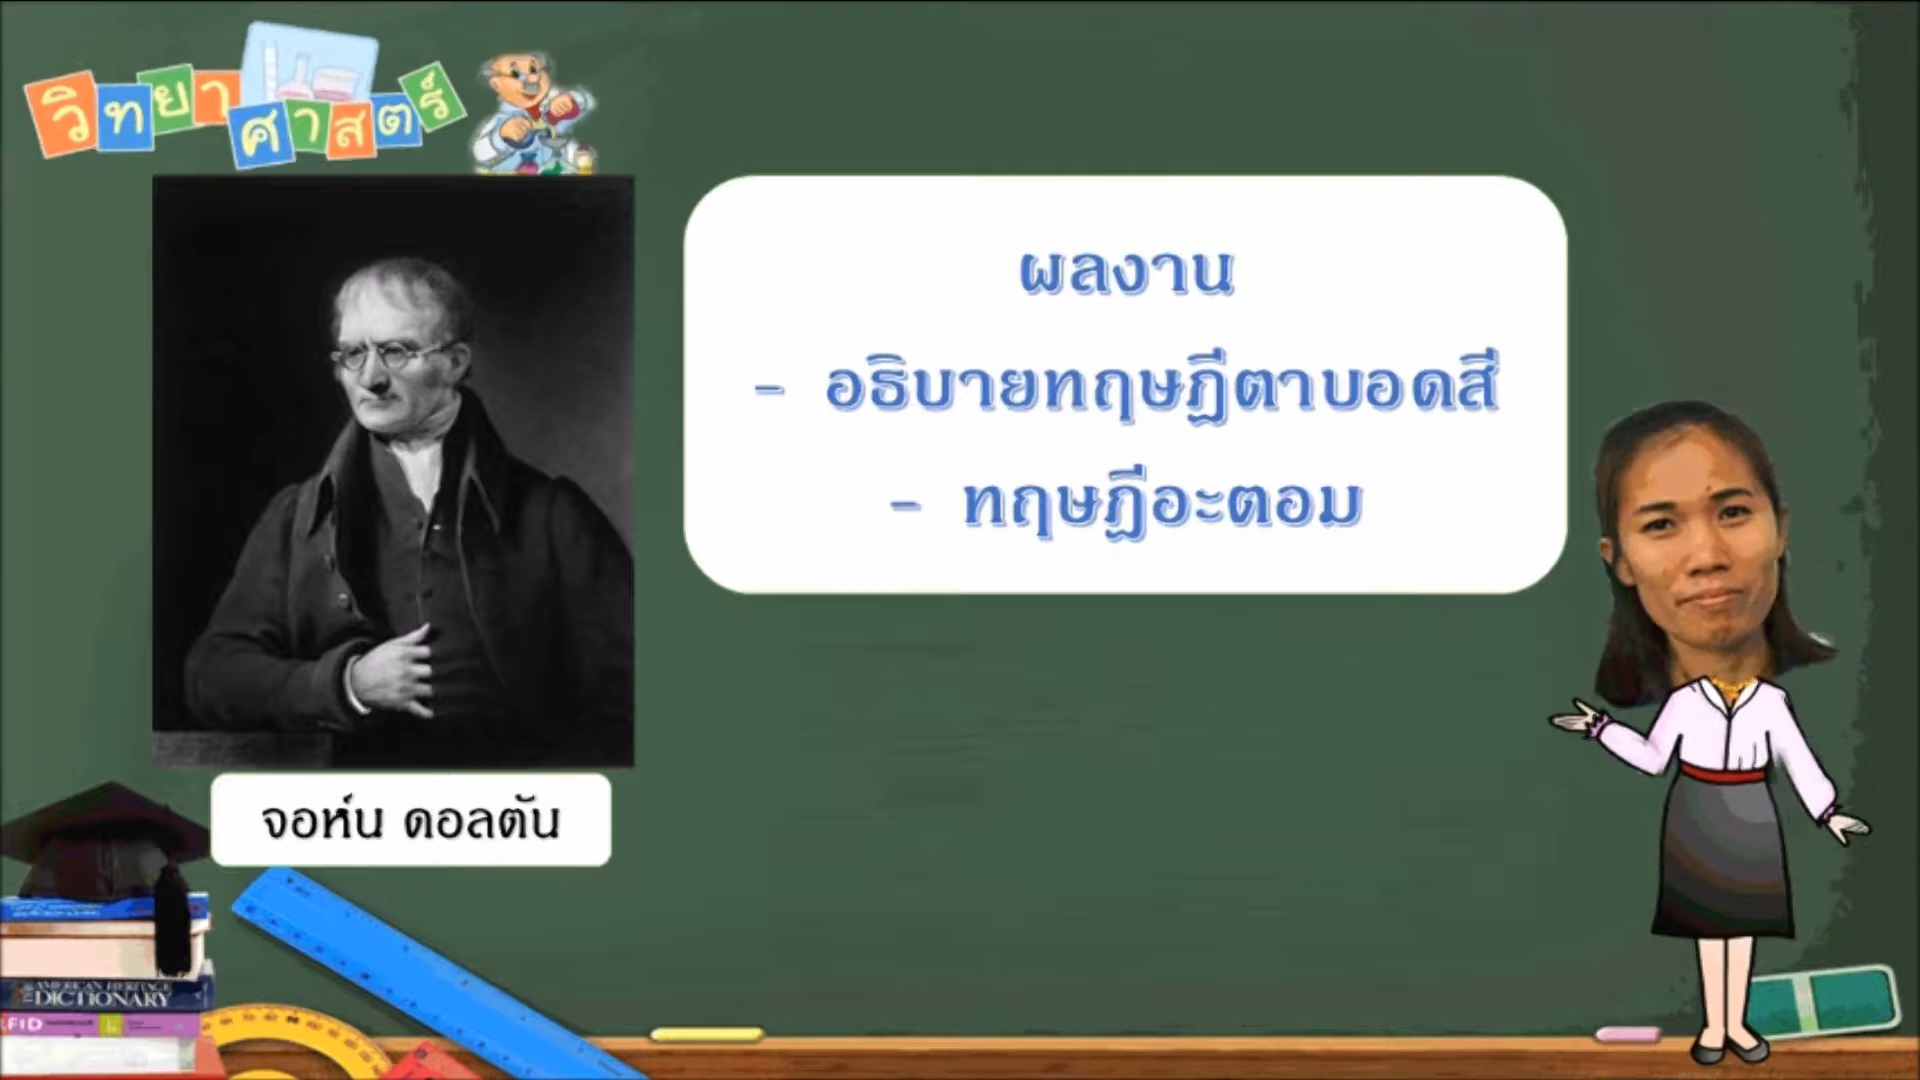 วิทยา
ศาสตร์
ผลงาน
- อธิบายทฤษฎีตาบอดสี
- ทฤษฎีอะตอม
จอห์น ดอลตัน
AMERICAN HERITAGE
DICTIONARY
RFID